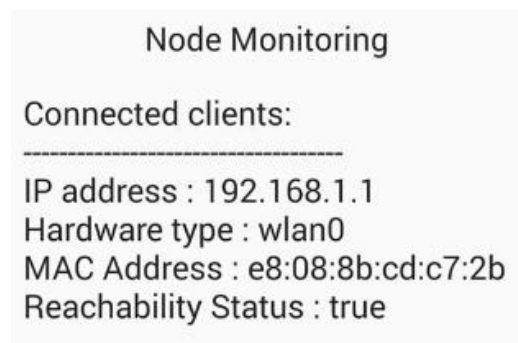 Node Monitoring
Connected clients:
------------------------------------
IP address : 192.168.1.1
Hardware type : wlan0
MAC Address : e8:08:8b:cd:c7:2b
Reachability Status : true